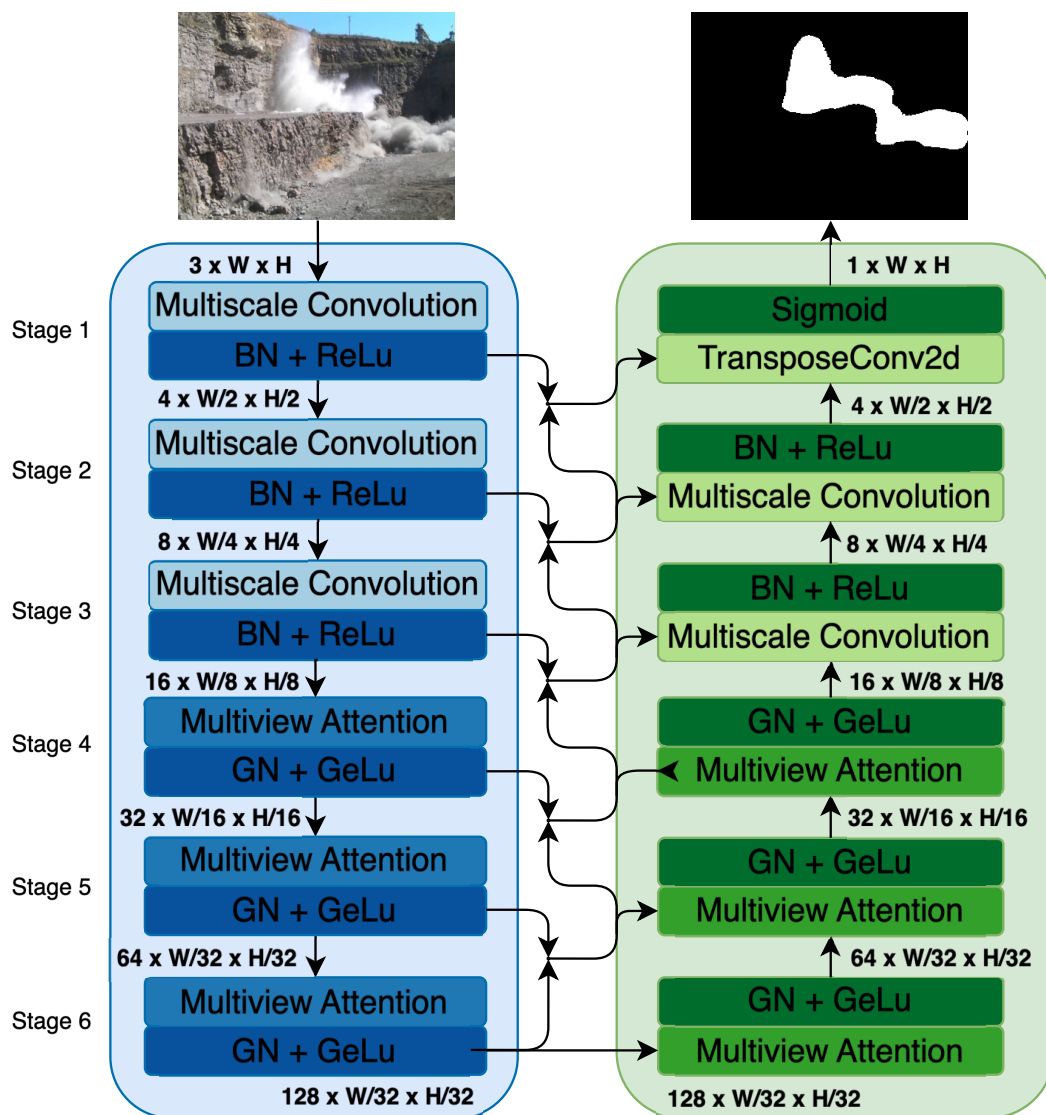 3 x W x H
Stage 1
Multiscale Convolution
BN + ReLu
4 x W/2 x H/2
Stage 2
Multiscale Convolution
BN + ReLu
8 x W/4 x H/4
Stage 3
Multiscale Convolution
BN + ReLu
16 x W/8 x H/8
Stage 4
Multiview Attention
GN + GeLu
32 x W/16 x H/16
Stage 5
Multiview Attention
GN + GeLu
64 x W/32 x H/32
Stage 6
Multiview Attention
GN + GeLu
128 x W/32 x H/32
1 x W x H
Sigmoid
TransposeConv2d
4 x W/2 x H/2
BN + ReLu
Multiscale Convolution
8 x W/4 x H/4
BN + ReLu
Multiscale Convolution
16 x W/8 x H/8
GN + GeLu
Multiview Attention
32 x W/16 x H/16
GN + GeLu
Multiview Attention
64 x W/32 x H/32
GN + GeLu
Multiview Attention
128 x W/32 x H/32